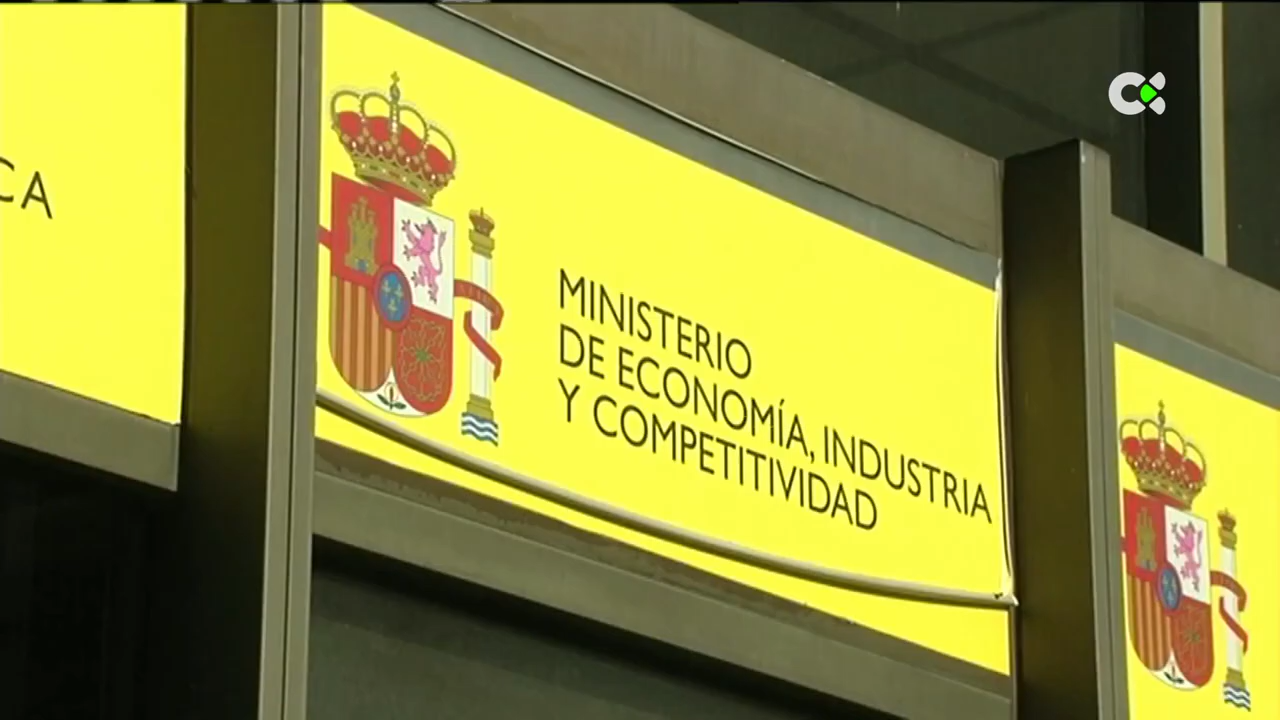 CA
MINISTERIO
DE ECONOMÍA, INDUSTRIA
Y COMPETITIVIDAD